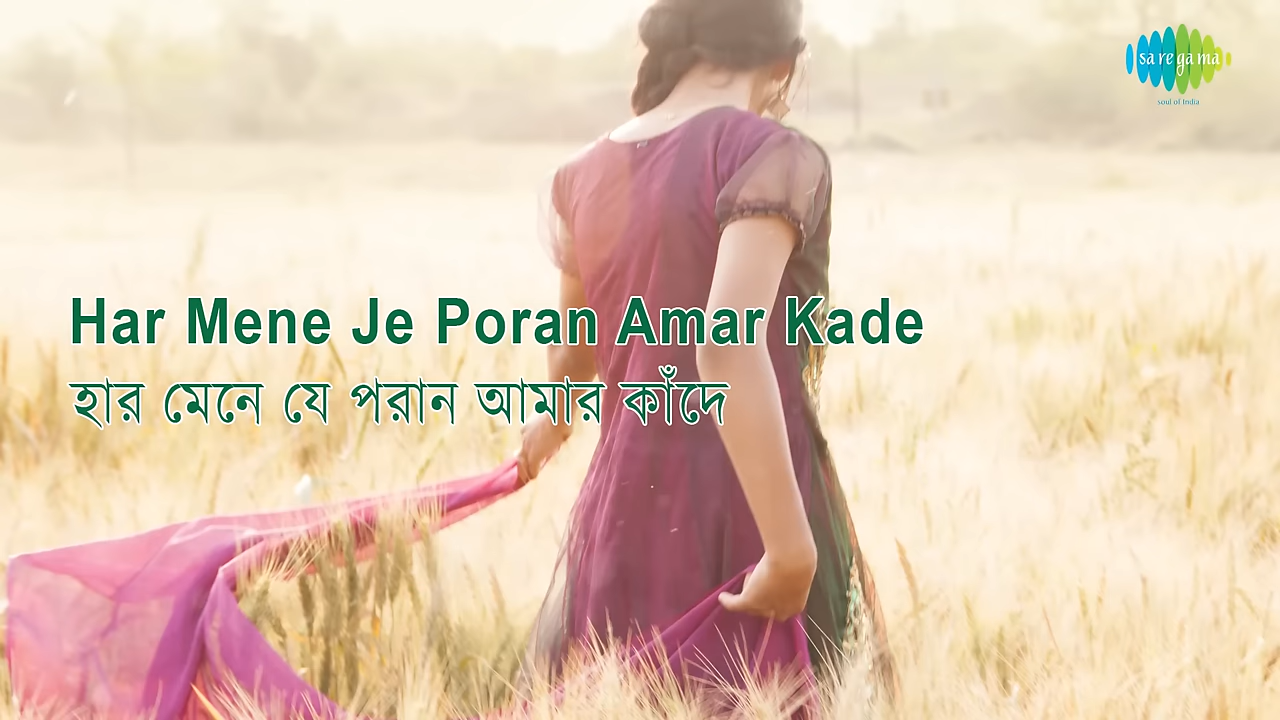 sa re ga ma
soul of India
Har Mene Je Poran Amar Kade
হার মেনে যে পরান আমার কাঁদে